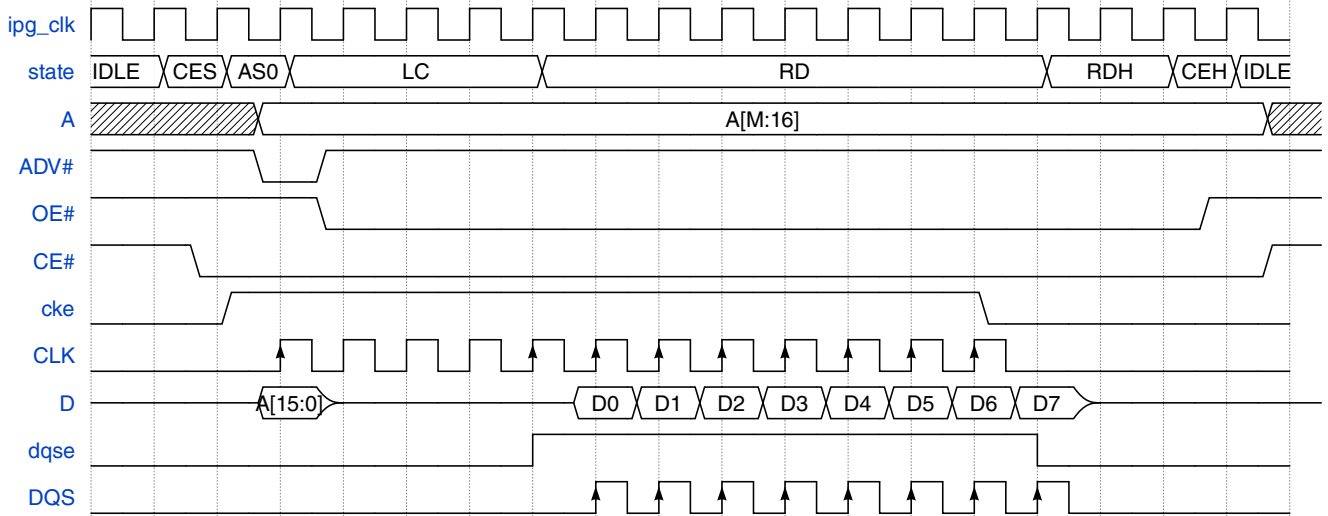 ipg_clk
state IDLE CES AS0 LC RD RDH CEH IDLE
A A[M:16]
ADV#
OE#
CE#
cke
CLK
D A[15:0] D0 D1 D2 D3 D4 D5 D6 D7
dqse
DQS